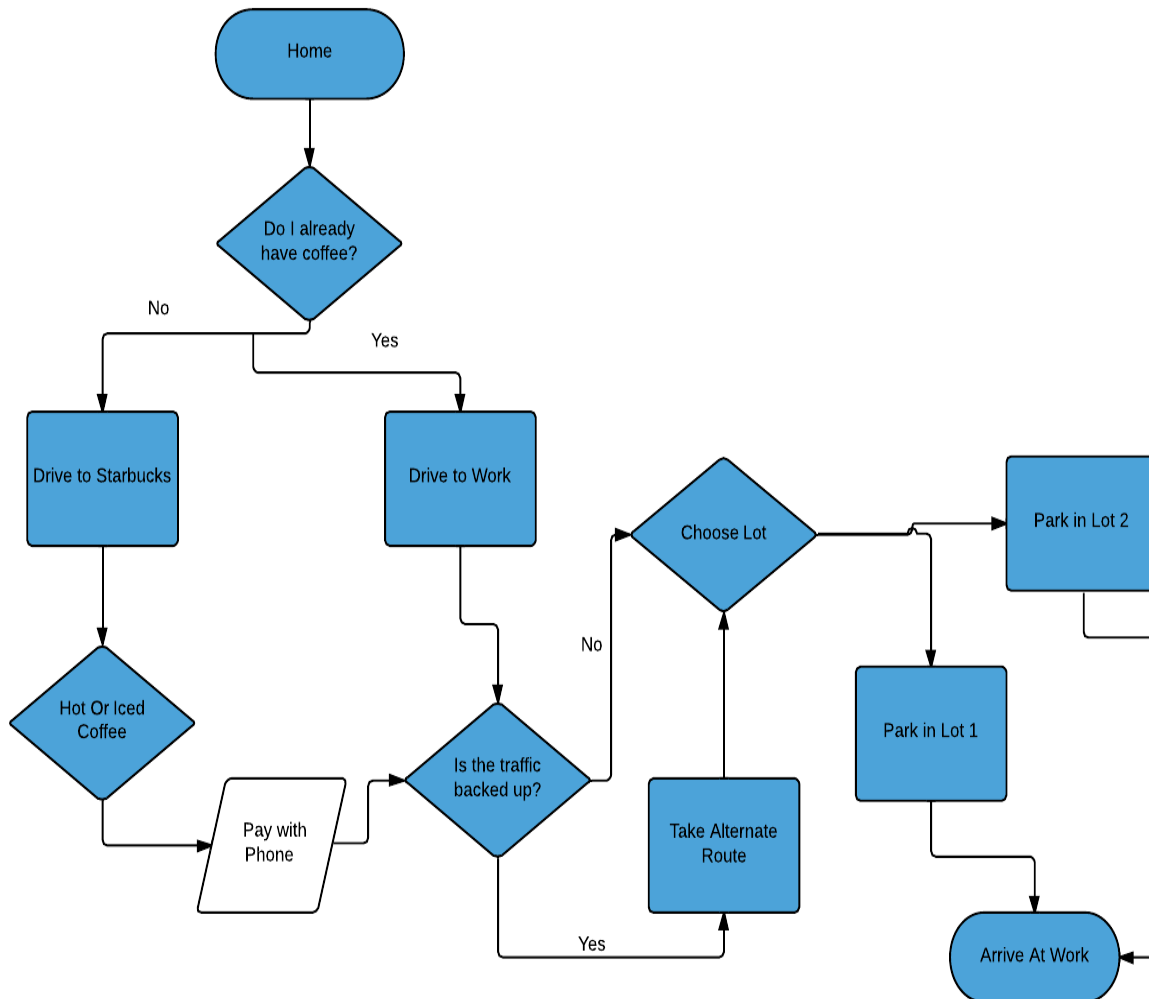 Home
Do I already
have coffee?
No
Yes
Drive to Starbucks
Drive to Work
Choose Lot
Park in Lot 2
No
Hot Or Iced
Coffee
Is the traffic
backed up?
Park in Lot 1
Pay with
Phone
Take Alternate
Route
Yes
Arrive At Work